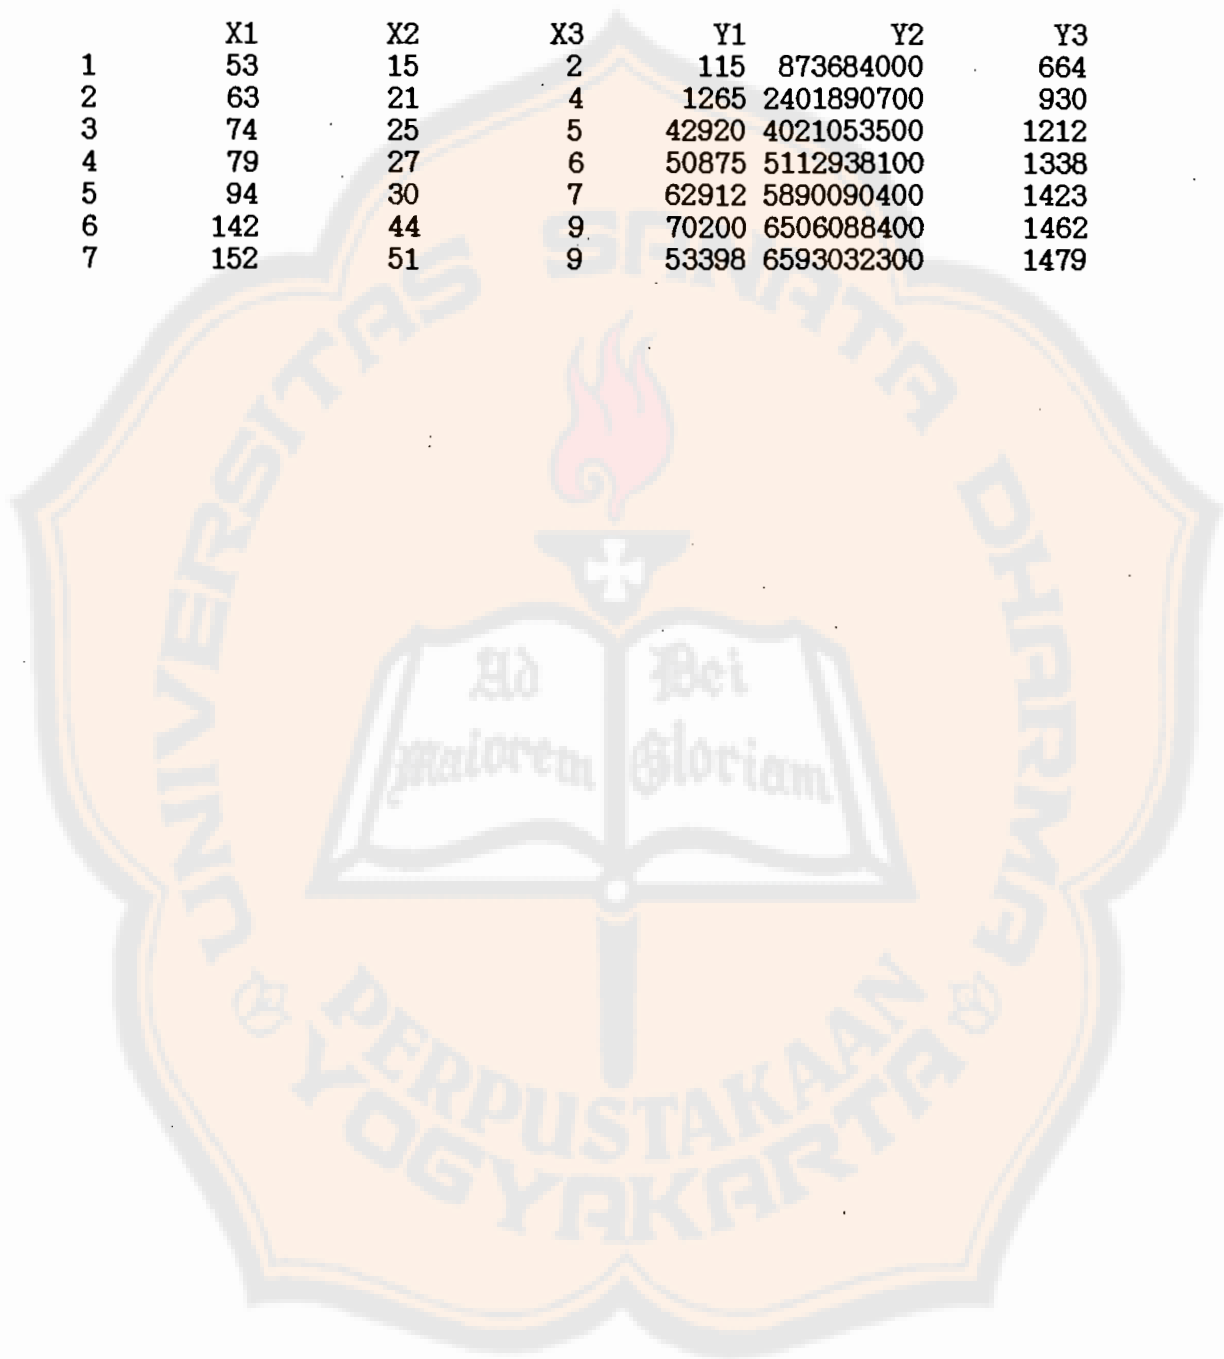 X1 X2 X3 Y1 Y2 Y3
1 53 15 2 115 873684000 664
2 63 21 4 1265 2401890700 930
3 74 25 5 42920 4021053500 1212
4 79 27 6 50875 5112938100 1338
5 94 30 7 62912 5890090400 1423
6 142 44 9 70200 6506088400 1462
7 152 51 9 53398 6593032300 1479
UNIVERSITAS SANATA DHARMA
Ad Dei
maiorem Gloriam
PERPUSTAKAAN
YOGYAKARTA